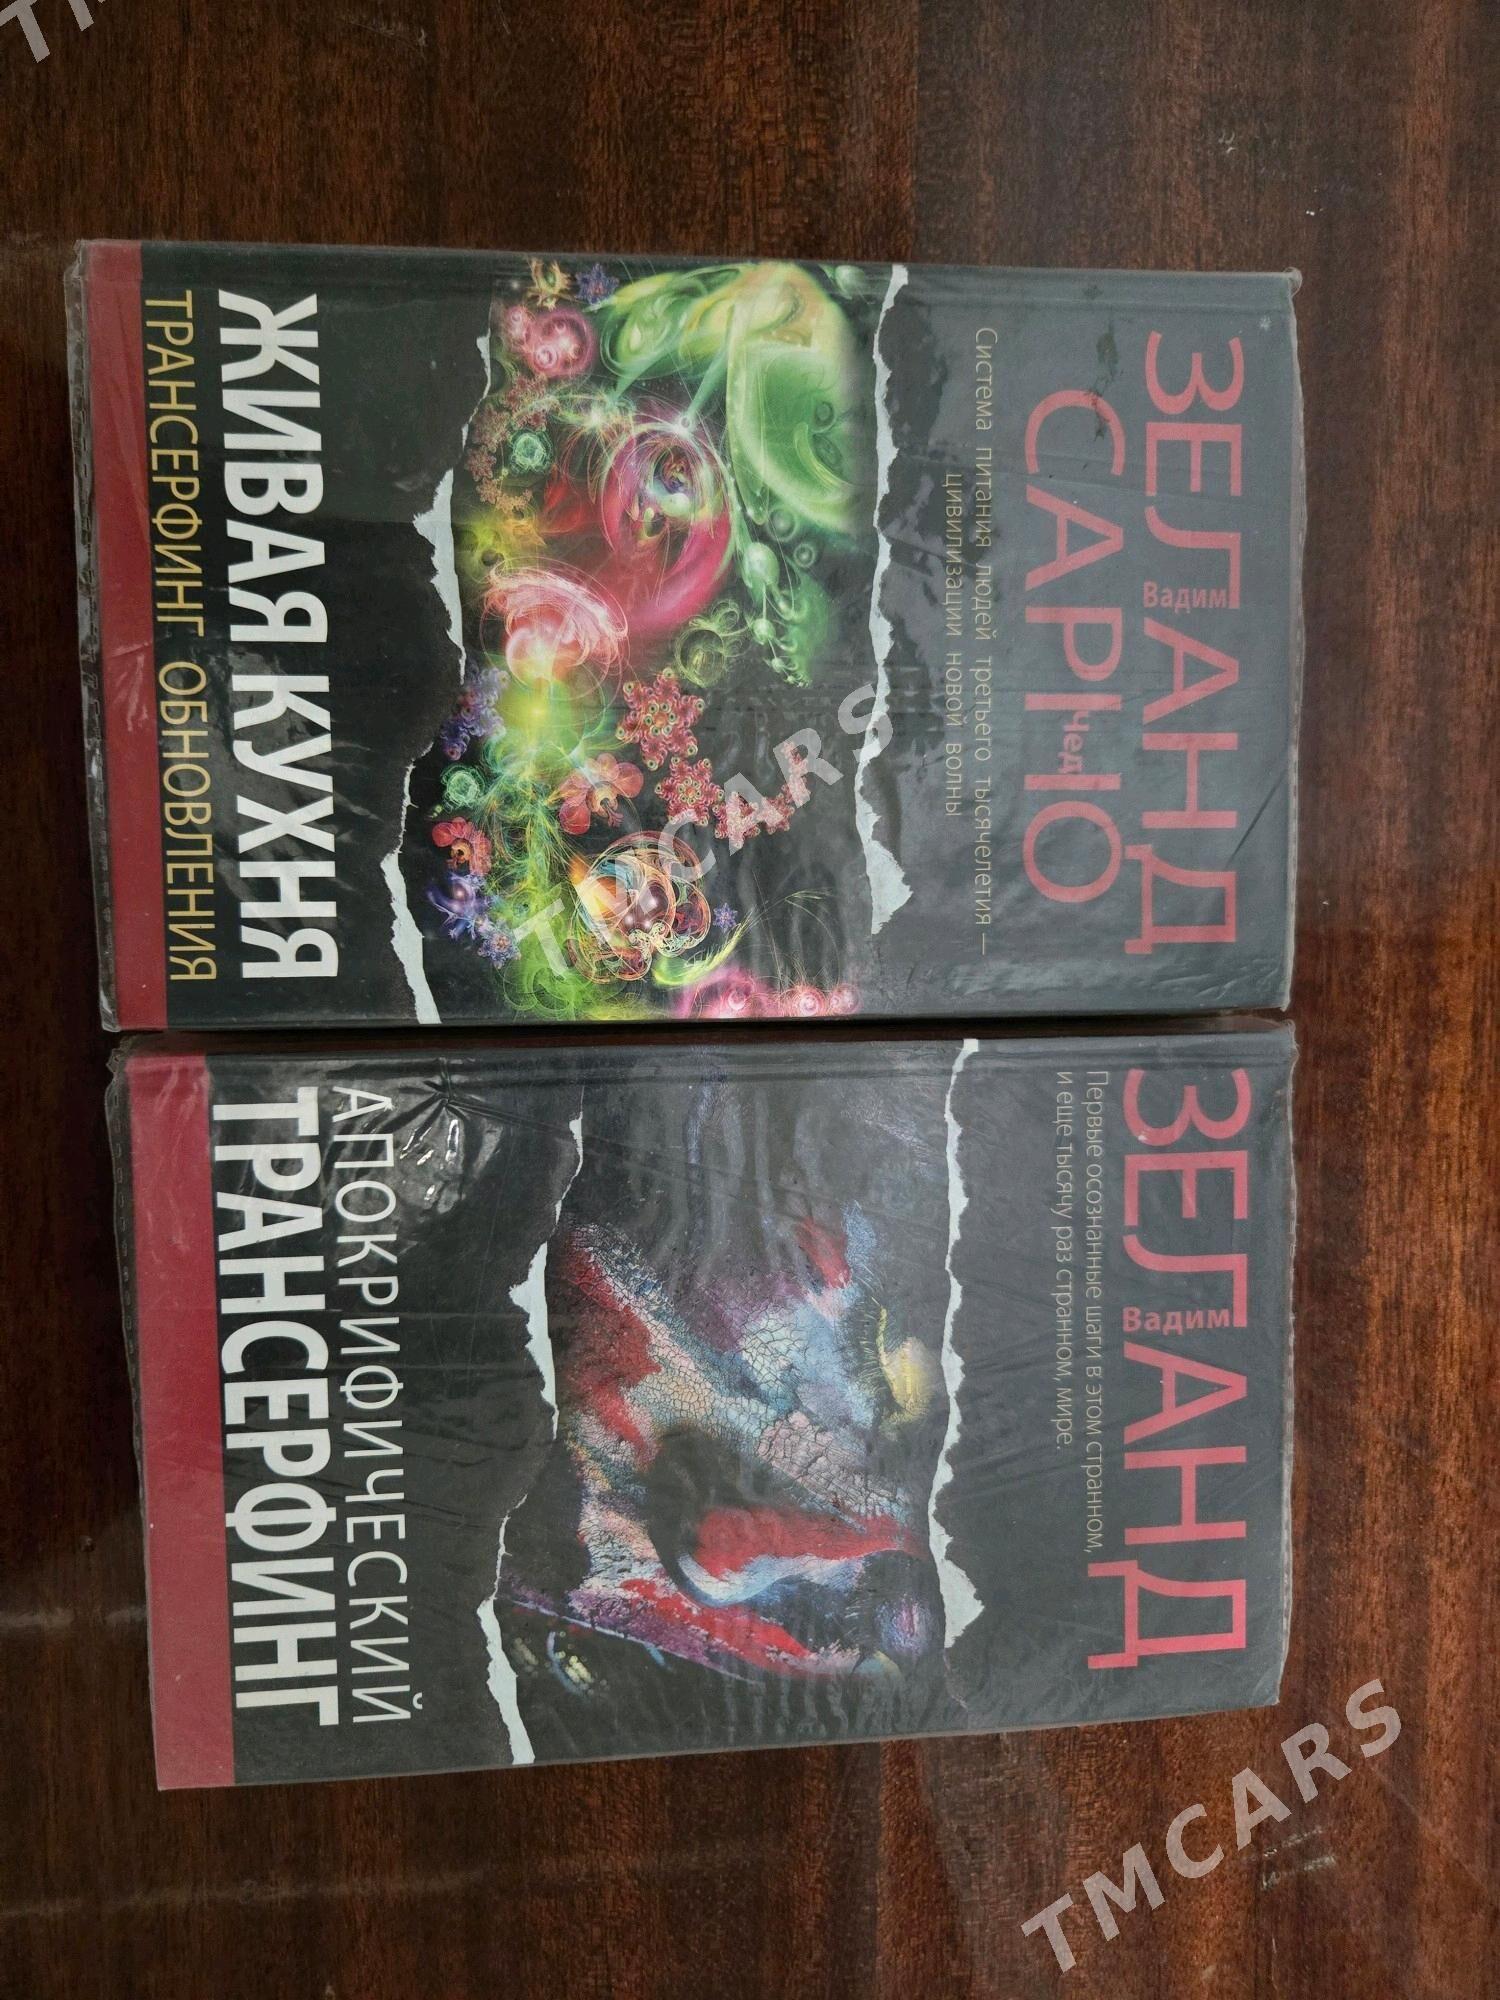 Вадим
ЗЕЛАНД
Чед
САРНО
Система питания людей третьего тысячелетия —
цивилизации новой волны
ЖИВАЯ КУХНЯ
ТРАНСЕРФИНГ ОБНОВЛЕНИЯ
Вадим
ЗЕЛАНД
Первые осознанные шаги в этом странном,
и еще тысячу раз странном, мире.
АПОКРИФИЧЕСКИЙ
ТРАНСЕРФИНГ
TMCARS
TMCARS